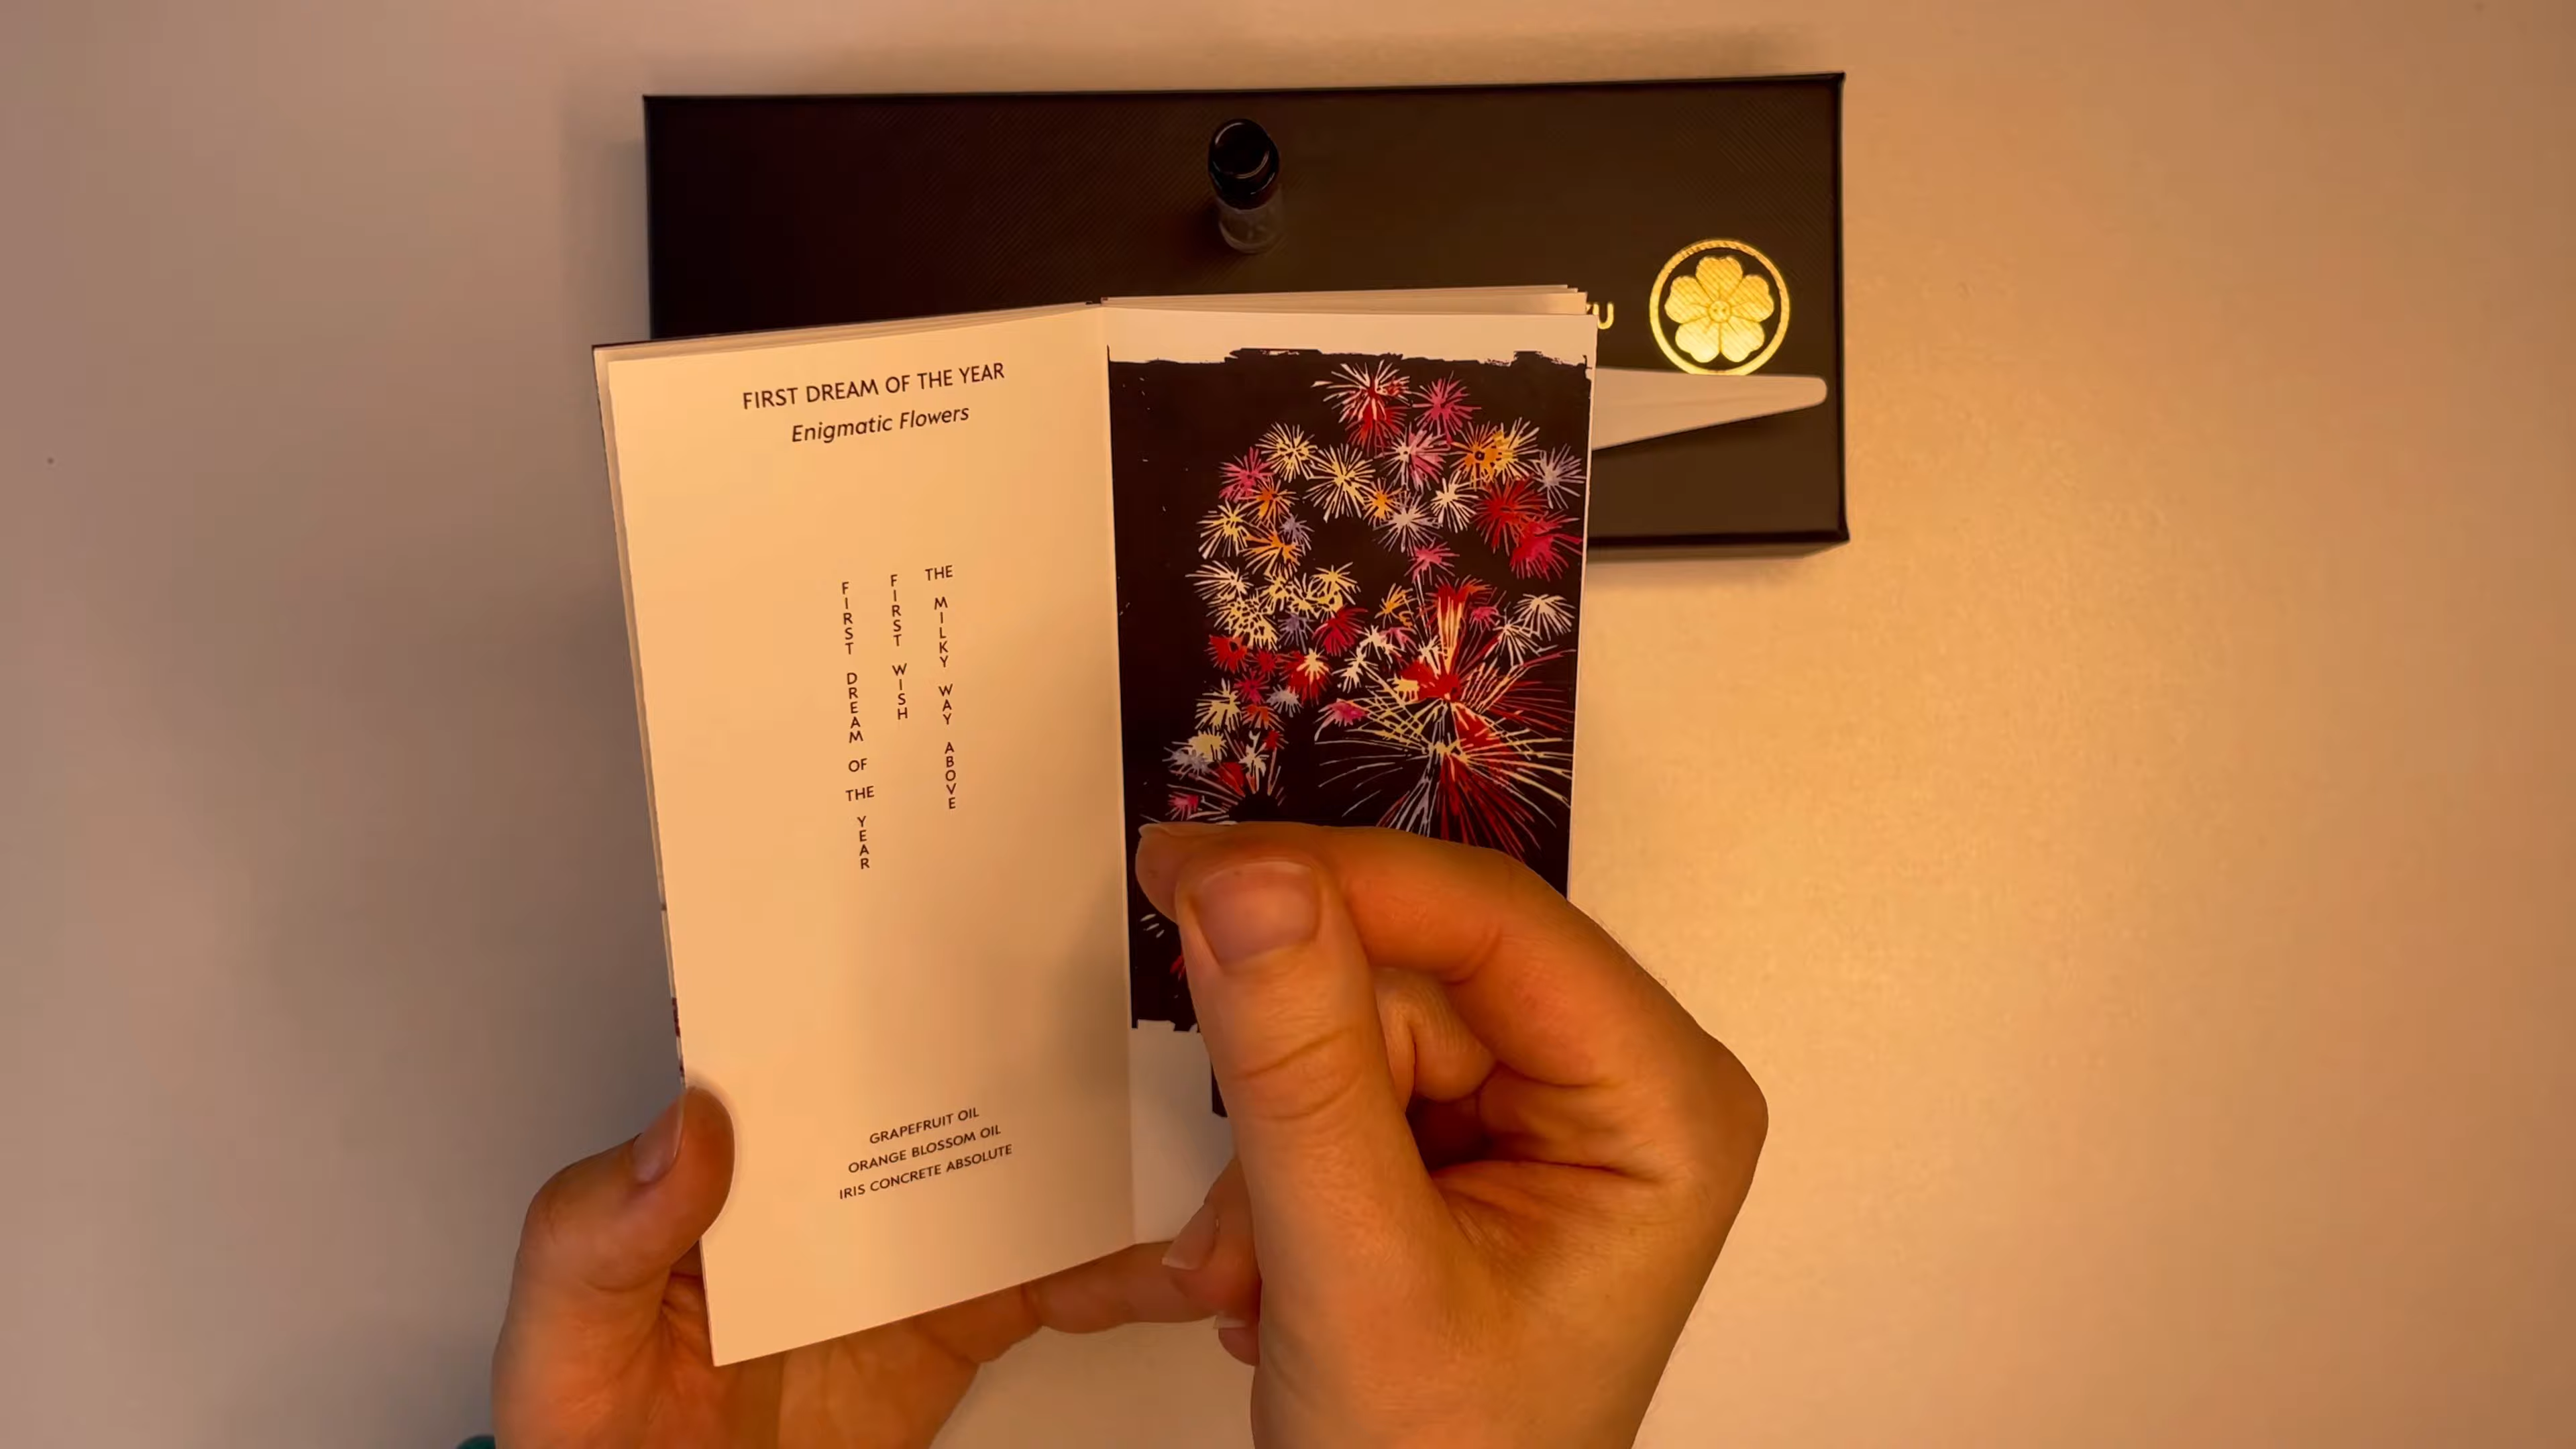 FIRST DREAM OF THE YEAR
Enigmatic Flowers
THE MILKY WAY ABOVE
FIRST WISH
FIRST DREAM OF THE YEAR
GRAPEFRUIT OIL
ORANGE BLOSSOM OIL
IRIS CONCRETE ABSOLUTE